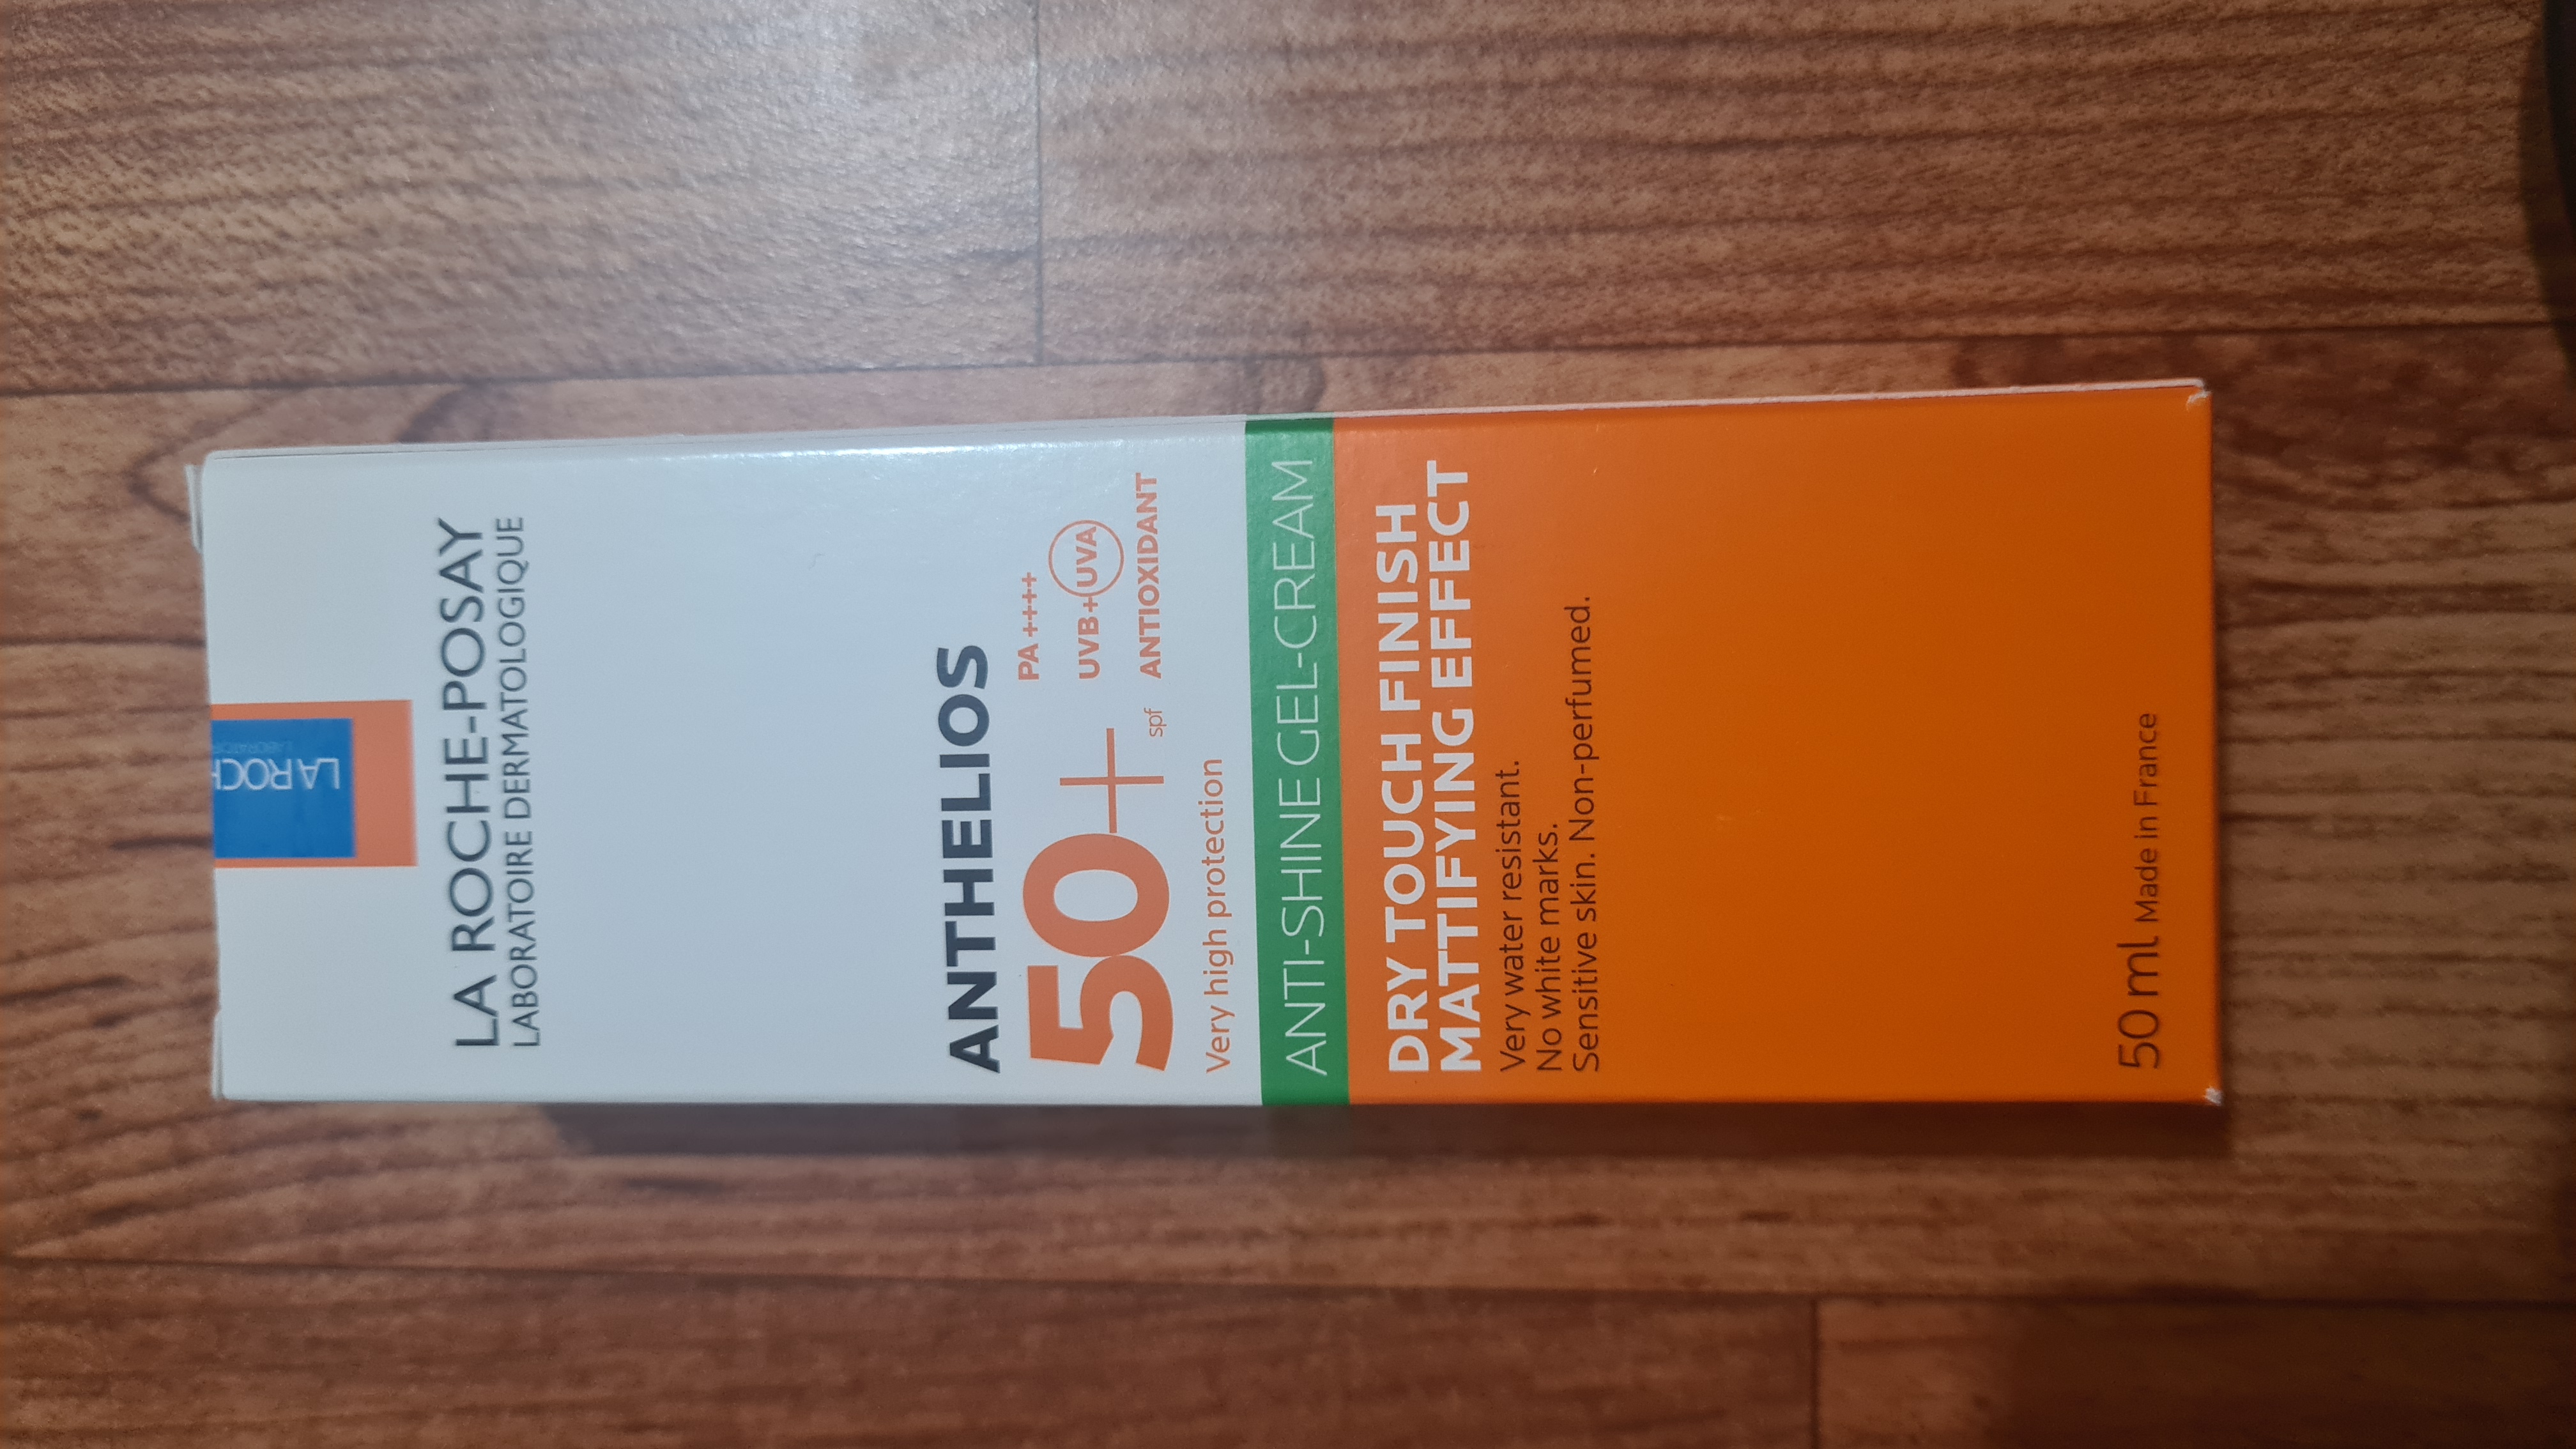 LA ROCH
LA ROCHE-POSAY
LABORATOIRE DERMATOLOGIQUE
ANTHELIOS
50+ spf
PA ++++
UVB+UVA
ANTIOXIDANT
Very high protection
ANTI-SHINE GEL-CREAM
DRY TOUCH FINISH
MATTIFYING EFFECT
Very water resistant.
No white marks.
Sensitive skin. Non-perfumed.
50 ml Made in France